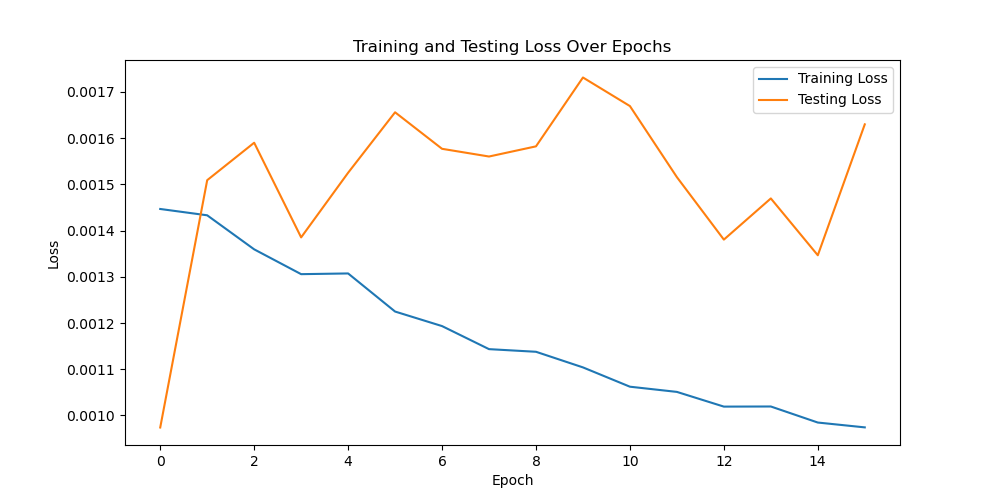 Training and Testing Loss Over Epochs
Training Loss
Testing Loss
0.0017
0.0016
0.0015
0.0014
0.0013
0.0012
0.0011
0.0010
Loss
0 2 4 6 8 10 12 14
Epoch